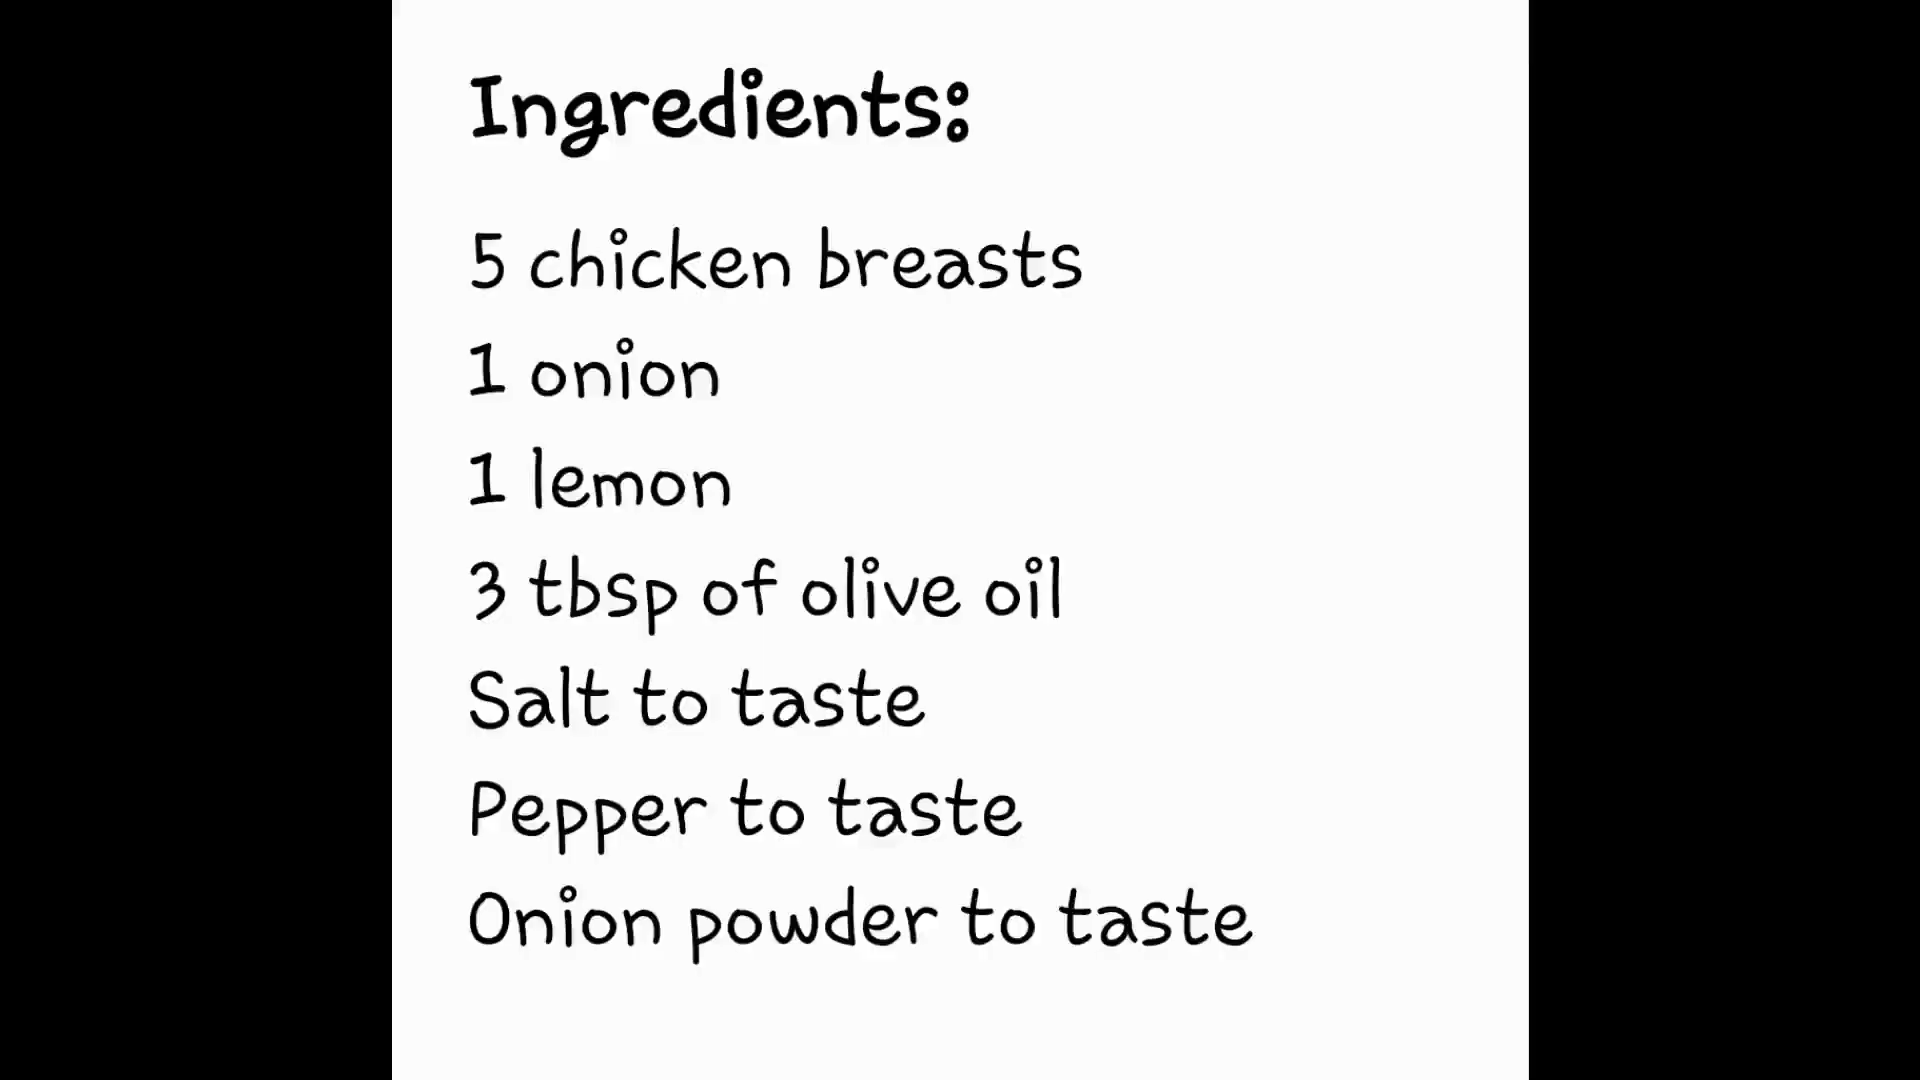 Ingredients:
5 chicken breasts
1 onion
1 lemon
3 tbsp of olive oil
Salt to taste
Pepper to taste
Onion powder to taste